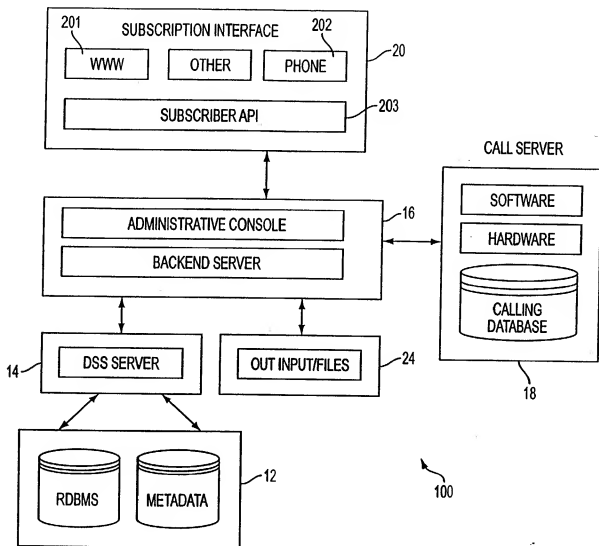 SUBSCRIPTION INTERFACE
201
202
WWW
OTHER
PHONE
20
SUBSCRIBER API
203
CALL SERVER
SOFTWARE
HARDWARE
CALLING
DATABASE
18
ADMINISTRATIVE CONSOLE
16
BACKEND SERVER
14
DSS SERVER
OUT INPUT/FILES
24
RDBMS
METADATA
12
100